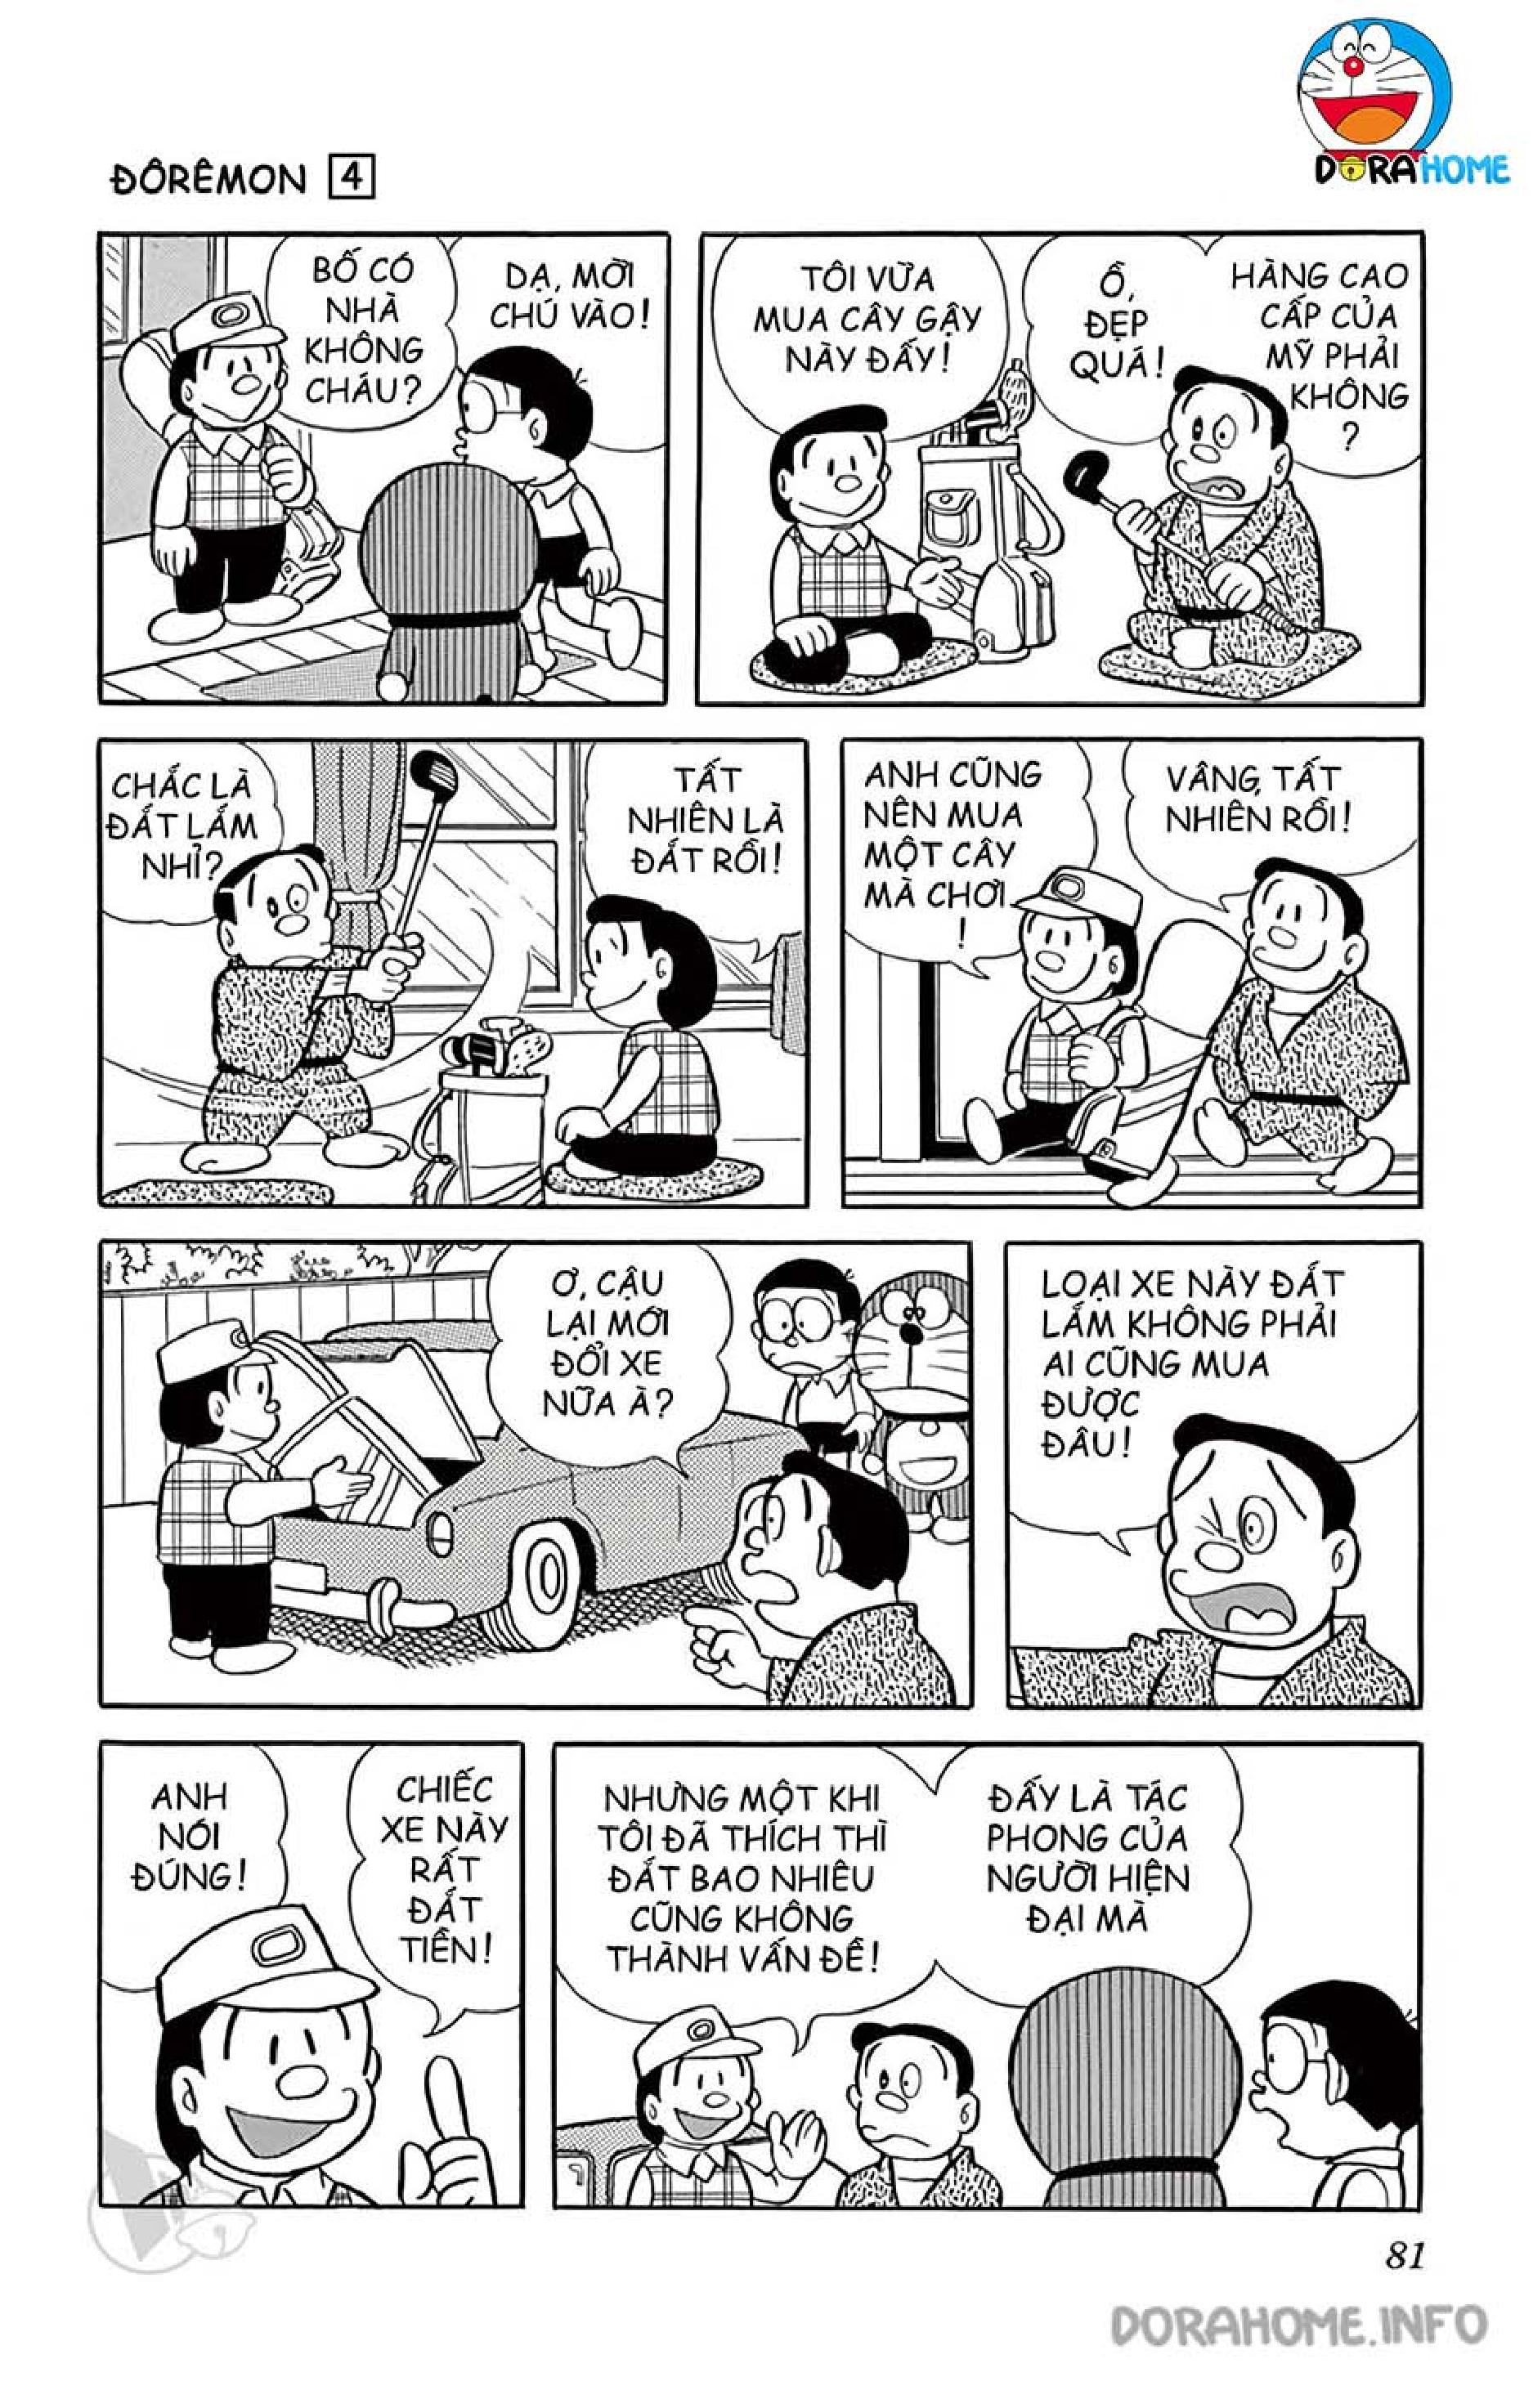 DORAHOME
ĐÔRÊMON 4
BỐ CÓ
NHÀ
KHÔNG
CHÁU?
DẠ, MỜI
CHÚ VÀO!
TÔI VỪA
MUA CÂY GẬY
NÀY ĐẤY!
Ồ,
ĐẸP
QUÁ!
HÀNG CAO
CẤP CỦA
MỸ PHẢI
KHÔNG
?
CHẮC LÀ
ĐẮT LẮM
NHỈ?
TẤT
NHIÊN LÀ
ĐẮT RỒI!
ANH CŨNG
NÊN MUA
MỘT CÂY
MÀ CHƠI
!
VÂNG, TẤT
NHIÊN RỒI!
Ơ, CẬU
LẠI MỚI
ĐỔI XE
NỮA À?
LOẠI XE NÀY ĐẮT
LẮM KHÔNG PHẢI
AI CŨNG MUA
ĐƯỢC
ĐÂU!
ANH
NÓI
ĐÚNG!
CHIẾC
XE NÀY
RẤT
ĐẮT
TIỀN!
NHƯNG MỘT KHI
TÔI ĐÃ THÍCH THÌ
ĐẮT BAO NHIÊU
CŨNG KHÔNG
THÀNH VẤN ĐỀ!
ĐẤY LÀ TÁC
PHONG CỦA
NGƯỜI HIỆN
ĐẠI MÀ
81
DORAHOME.INFO